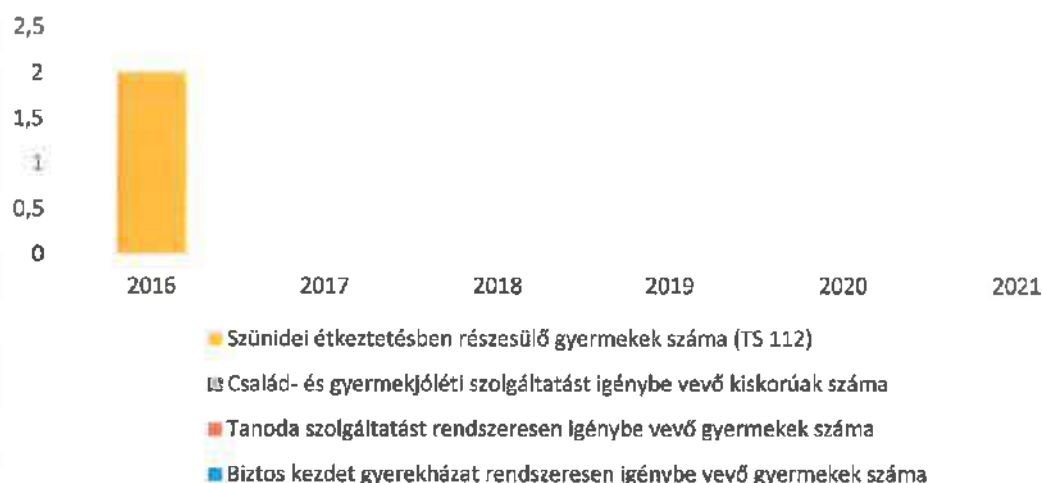 2,5
2
1,5
1
0,5
0
2016 2017 2018 2019 2020 2021
Szünidei étkeztetésben részesülő gyermekek száma (TS 112)
Család- és gyermekjóléti szolgáltatást igénybe vevő kiskorúak száma
Tanoda szolgáltatást rendszeresen igénybe vevő gyermekek száma
Biztos kezdet gyerekházat rendszeresen igénybe vevő gyermekek száma